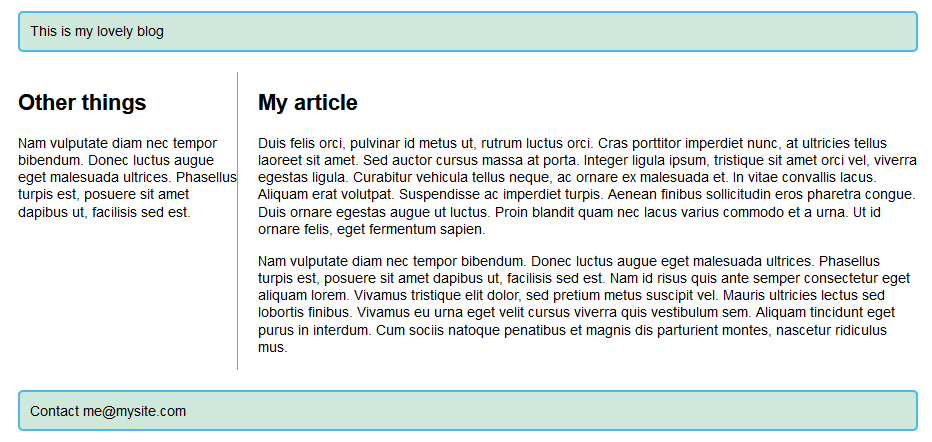 This is my lovely blog
Other things
Nam vulputate diam nec tempor
bibendum. Donec luctus augue
eget malesuada ultrices. Phasellus
turpis est, posuere sit amet
dapibus ut, facilisis sed est.
My article
Duis felis orci, pulvinar id metus ut, rutrum luctus orci. Cras porttitor imperdiet nunc, at ultricies tellus
laoreet sit amet. Sed auctor cursus massa at porta. Integer ligula ipsum, tristique sit amet orci vel, viverra
egestas ligula. Curabitur vehicula tellus neque, ac ornare ex malesuada et. In vitae convallis lacus.
Aliquam erat volutpat. Suspendisse ac imperdiet turpis. Aenean finibus sollicitudin eros pharetra congue.
Duis ornare egestas augue ut luctus. Proin blandit quam nec lacus varius commodo et a urna. Ut id
ornare felis, eget fermentum sapien.
Nam vulputate diam nec tempor bibendum. Donec luctus augue eget malesuada ultrices. Phasellus
turpis est, posuere sit amet dapibus ut, facilisis sed est. Nam id risus quis ante semper consectetur eget
aliquam lorem. Vivamus tristique elit dolor, sed pretium metus suscipit vel. Mauris ultricies lectus sed
lobortis finibus. Vivamus eu urna eget velit cursus viverra quis vestibulum sem. Aliquam tincidunt eget
purus in interdum. Cum sociis natoque penatibus et magnis dis parturient montes, nascetur ridiculus
mus.
Contact me@mysite.com